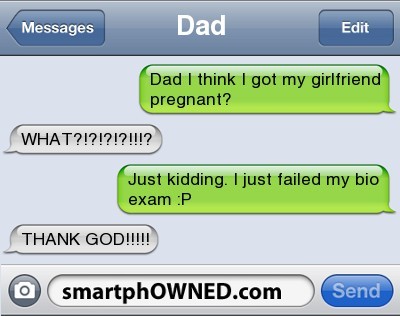 Messages
Dad
Edit
Dad I think I got my girlfriend
pregnant?
WHAT?!?!?!?!!!?
Just kidding. I just failed my bio
exam :P
THANK GOD!!!!!
smartphOWNED.com
Send